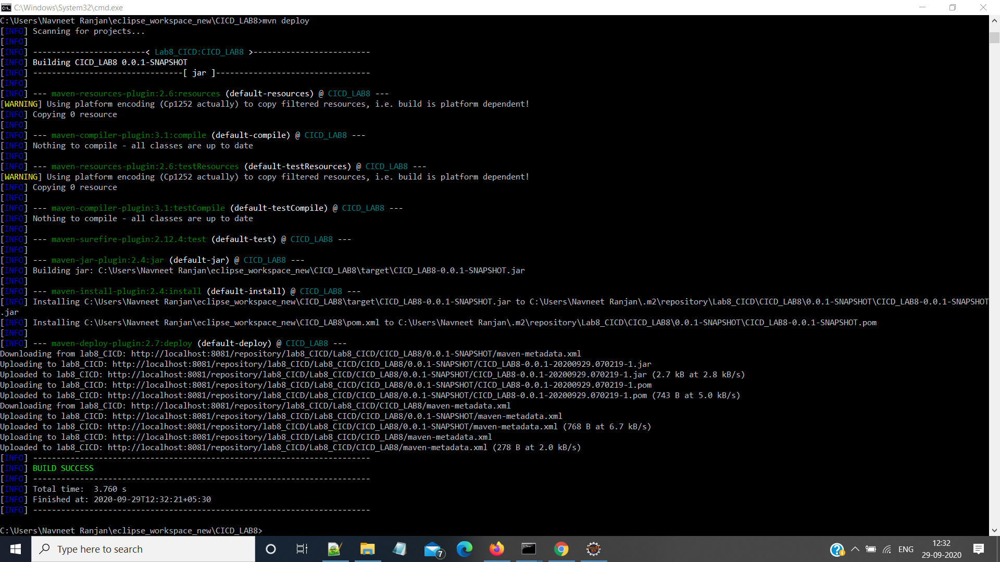 C:\Windows\System32\cmd.exe
C:\Users\Navneet Ranjan\eclipse_workspace_new\CICD_LAB8>mvn deploy
[INFO] Scanning for projects...
[INFO]
[INFO] ------------------------< Lab8_CICD:CICD_LAB8 >-------------------------
[INFO] Building CICD_LAB8 0.0.1-SNAPSHOT
[INFO] --------------------------------[ jar ]---------------------------------
[INFO]
[INFO] --- maven-resources-plugin:2.6:resources (default-resources) @ CICD_LAB8 ---
[WARNING] Using platform encoding (Cp1252 actually) to copy filtered resources, i.e. build is platform dependent!
[INFO] Copying 0 resource
[INFO]
[INFO] --- maven-compiler-plugin:3.1:compile (default-compile) @ CICD_LAB8 ---
[INFO] Nothing to compile - all classes are up to date
[INFO]
[INFO] --- maven-resources-plugin:2.6:testResources (default-testResources) @ CICD_LAB8 ---
[WARNING] Using platform encoding (Cp1252 actually) to copy filtered resources, i.e. build is platform dependent!
[INFO] Copying 0 resource
[INFO]
[INFO] --- maven-compiler-plugin:3.1:testCompile (default-testCompile) @ CICD_LAB8 ---
[INFO] Nothing to compile - all classes are up to date
[INFO]
[INFO] --- maven-surefire-plugin:2.12.4:test (default-test) @ CICD_LAB8 ---
[INFO]
[INFO] --- maven-jar-plugin:2.4:jar (default-jar) @ CICD_LAB8 ---
[INFO] Building jar: C:\Users\Navneet Ranjan\eclipse_workspace_new\CICD_LAB8\target\CICD_LAB8-0.0.1-SNAPSHOT.jar
[INFO]
[INFO] --- maven-install-plugin:2.4:install (default-install) @ CICD_LAB8 ---
[INFO] Installing C:\Users\Navneet Ranjan\eclipse_workspace_new\CICD_LAB8\target\CICD_LAB8-0.0.1-SNAPSHOT.jar to C:\Users\Navneet Ranjan\.m2\repository\Lab8_CICD\CICD_LAB8\0.0.1-SNAPSHOT\CICD_LAB8-0.0.1-SNAPSHOT
.jar
[INFO] Installing C:\Users\Navneet Ranjan\eclipse_workspace_new\CICD_LAB8\pom.xml to C:\Users\Navneet Ranjan\.m2\repository\Lab8_CICD\CICD_LAB8\0.0.1-SNAPSHOT\CICD_LAB8-0.0.1-SNAPSHOT.pom
[INFO]
[INFO] --- maven-deploy-plugin:2.7:deploy (default-deploy) @ CICD_LAB8 ---
Downloading from lab8_CICD: http://localhost:8081/repository/lab8_CICD/Lab8_CICD/CICD_LAB8/0.0.1-SNAPSHOT/maven-metadata.xml
Uploading to lab8_CICD: http://localhost:8081/repository/lab8_CICD/Lab8_CICD/CICD_LAB8/0.0.1-SNAPSHOT/CICD_LAB8-0.0.1-20200929.070219-1.jar
Uploaded to lab8_CICD: http://localhost:8081/repository/lab8_CICD/Lab8_CICD/CICD_LAB8/0.0.1-SNAPSHOT/CICD_LAB8-0.0.1-20200929.070219-1.jar (2.7 kB at 2.8 kB/s)
Uploading to lab8_CICD: http://localhost:8081/repository/lab8_CICD/Lab8_CICD/CICD_LAB8/0.0.1-SNAPSHOT/CICD_LAB8-0.0.1-20200929.070219-1.pom
Uploaded to lab8_CICD: http://localhost:8081/repository/lab8_CICD/Lab8_CICD/CICD_LAB8/0.0.1-SNAPSHOT/CICD_LAB8-0.0.1-20200929.070219-1.pom (743 B at 5.0 kB/s)
Downloading from lab8_CICD: http://localhost:8081/repository/lab8_CICD/Lab8_CICD/CICD_LAB8/maven-metadata.xml
Uploading to lab8_CICD: http://localhost:8081/repository/lab8_CICD/Lab8_CICD/CICD_LAB8/0.0.1-SNAPSHOT/maven-metadata.xml
Uploaded to lab8_CICD: http://localhost:8081/repository/lab8_CICD/Lab8_CICD/CICD_LAB8/0.0.1-SNAPSHOT/maven-metadata.xml (768 B at 6.7 kB/s)
Uploading to lab8_CICD: http://localhost:8081/repository/lab8_CICD/Lab8_CICD/CICD_LAB8/maven-metadata.xml
Uploaded to lab8_CICD: http://localhost:8081/repository/lab8_CICD/Lab8_CICD/CICD_LAB8/maven-metadata.xml (278 B at 2.0 kB/s)
[INFO] ------------------------------------------------------------------------
[INFO] BUILD SUCCESS
[INFO] ------------------------------------------------------------------------
[INFO] Total time:  3.760 s
[INFO] Finished at: 2020-09-29T12:32:21+05:30
[INFO] ------------------------------------------------------------------------
C:\Users\Navneet Ranjan\eclipse_workspace_new\CICD_LAB8>
Type here to search
7
ENG
12:32
29-09-2020